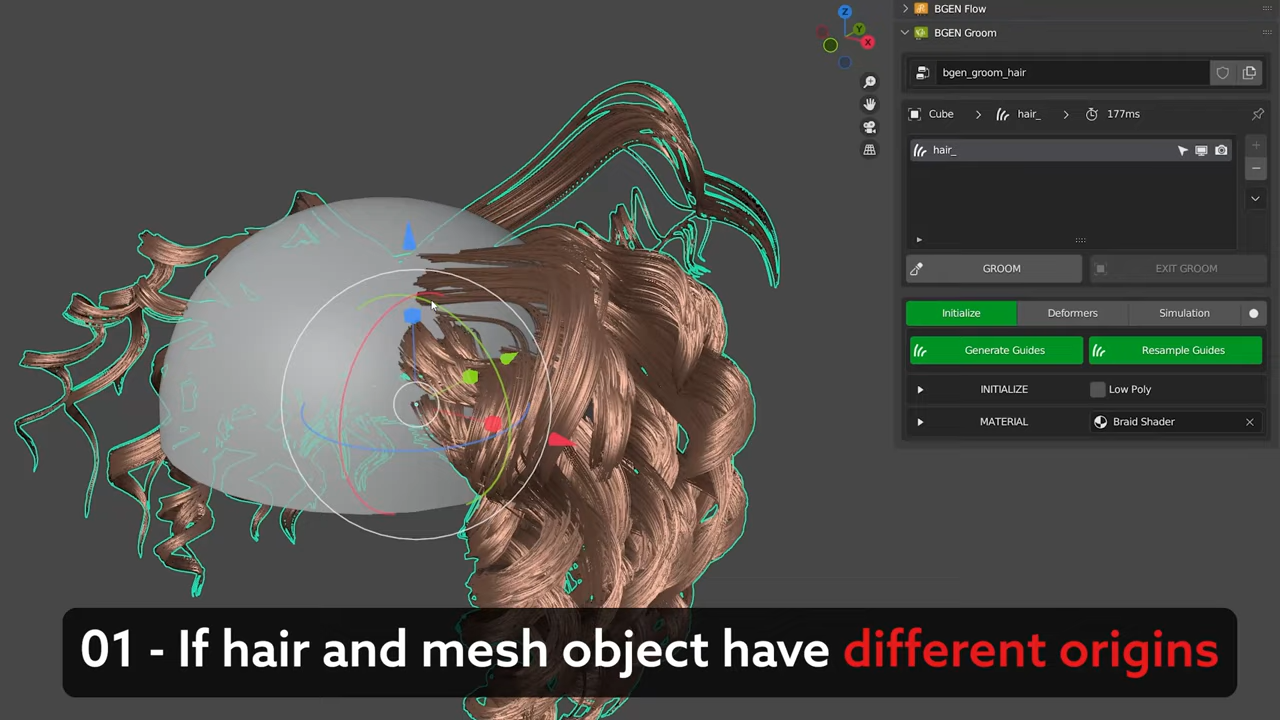 BGEN Flow
BGEN Groom
bgen_groom_hair
Cube hair_ 177ms
hair_
GROOM EXIT GROOM
Initialize Deformers Simulation
Generate Guides Resample Guides
INITIALIZE Low Poly
MATERIAL Braid Shader
Z
Y
X
01 - If hair and mesh object have different origins